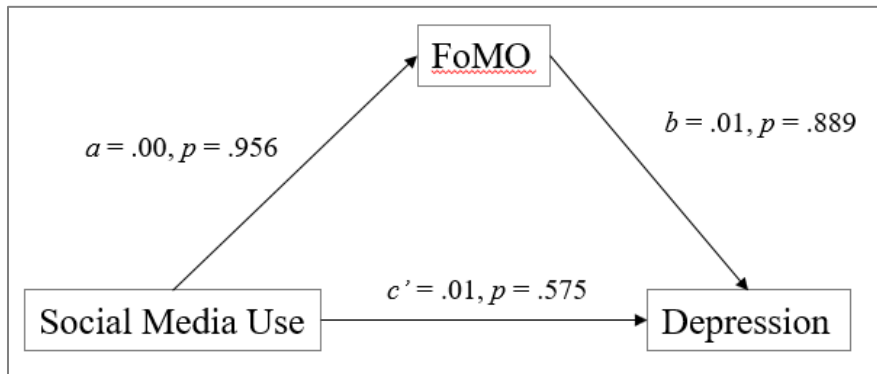 FoMO
a = .00, p = .956
b = .01, p = .889
c’ = .01, p = .575
Social Media Use
Depression